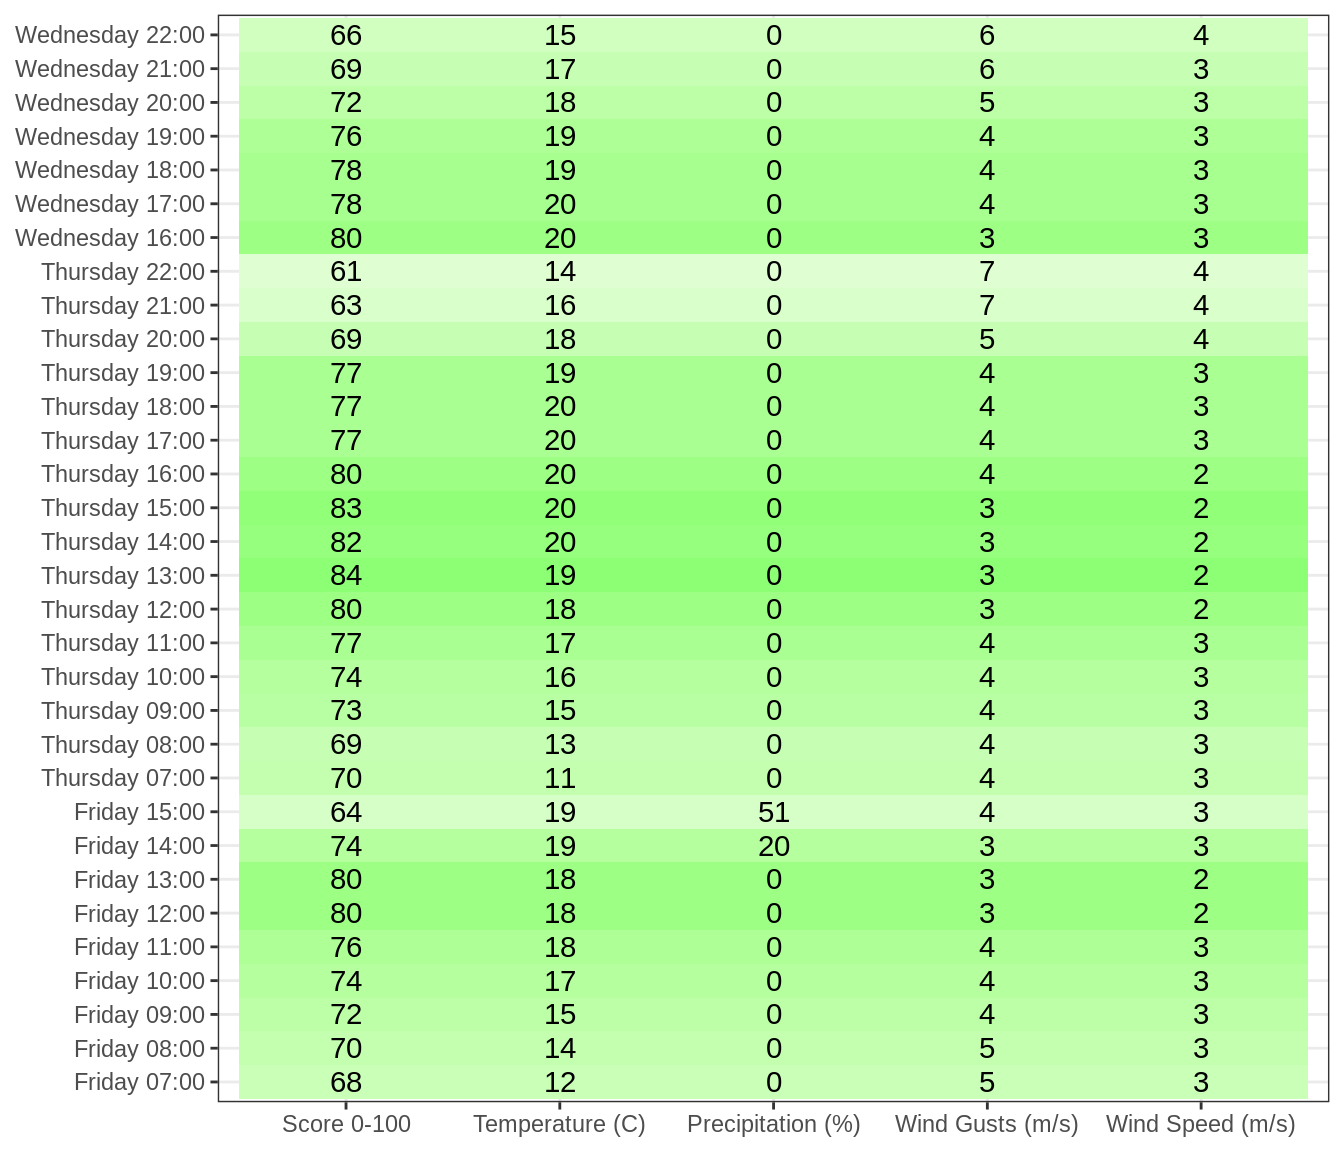 Wednesday 22:00 66 15 0 6 4
Wednesday 21:00 69 17 0 6 3
Wednesday 20:00 72 18 0 5 3
Wednesday 19:00 76 19 0 4 3
Wednesday 18:00 78 19 0 4 3
Wednesday 17:00 78 20 0 4 3
Wednesday 16:00 80 20 0 3 3
Thursday 22:00 61 14 0 7 4
Thursday 21:00 63 16 0 7 4
Thursday 20:00 69 18 0 5 4
Thursday 19:00 77 19 0 4 3
Thursday 18:00 77 20 0 4 3
Thursday 17:00 77 20 0 4 3
Thursday 16:00 80 20 0 4 2
Thursday 15:00 83 20 0 3 2
Thursday 14:00 82 20 0 3 2
Thursday 13:00 84 19 0 3 2
Thursday 12:00 80 18 0 3 2
Thursday 11:00 77 17 0 4 3
Thursday 10:00 74 16 0 4 3
Thursday 09:00 73 15 0 4 3
Thursday 08:00 69 13 0 4 3
Thursday 07:00 70 11 0 4 3
Friday 15:00 64 19 51 4 3
Friday 14:00 74 19 20 3 3
Friday 13:00 80 18 0 3 2
Friday 12:00 80 18 0 3 2
Friday 11:00 76 18 0 4 3
Friday 10:00 74 17 0 4 3
Friday 09:00 72 15 0 4 3
Friday 08:00 70 14 0 5 3
Friday 07:00 68 12 0 5 3
Score 0-100 Temperature (C) Precipitation (%) Wind Gusts (m/s) Wind Speed (m/s)